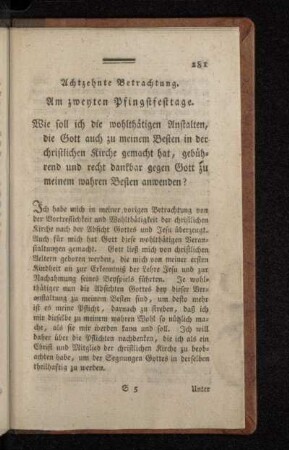 281
Achtzehnte Betrachtung.
Am zweyten Pfingstfesttage.
Wie soll ich die wohlthätigen Anstalten,
die Gott auch zu meinem Besten in der
christlichen Kirche gemacht hat, gebüh-
rend und recht dankbar gegen Gott zu
meinem wahren Besten anwenden?
Ich habe mich in meiner vorigen Betrachtung von
der Vortreflichkeit und Wohlthätigkeit der christlichen
Kirche nach der Absicht Gottes und Jesu überzeugt.
Auch für mich hat Gott diese wohlthätigen Veran-
staltungen gemacht. Gott ließ mich von christlichen
Aeltern geboren werden, die mich von meiner er-
sten Kindheit an zur Erkenntniß der Lehre Jesu und zur
Nachahmung seines Beyspiels führten. Je wohl-
thätiger nun die Absichten Gottes bey dieser Ver-
anstaltung zu meinem Besten sind, um desto mehr
ist es meine Pflicht, darnach zu streben, daß ich
mir dieselbe zu meinem wahren Wohl so nützlich ma-
che, als sie mir werden kann und soll. Ich will
daher über die Pflichten nachdenken, die ich als ein
Christ und Mitglied der christlichen Kirche zu beo-
bachten habe, um der Segnungen Gottes in derselben
theilhaftig zu werden.
S 5 Unter